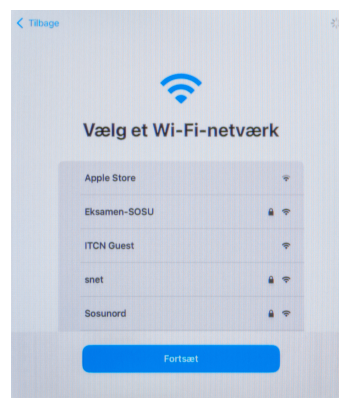 Tilbage
Vælg et Wi-Fi-netværk
Apple Store
Eksamen-SOSU
ITCN Guest
snet
Sosunord
Fortsæt